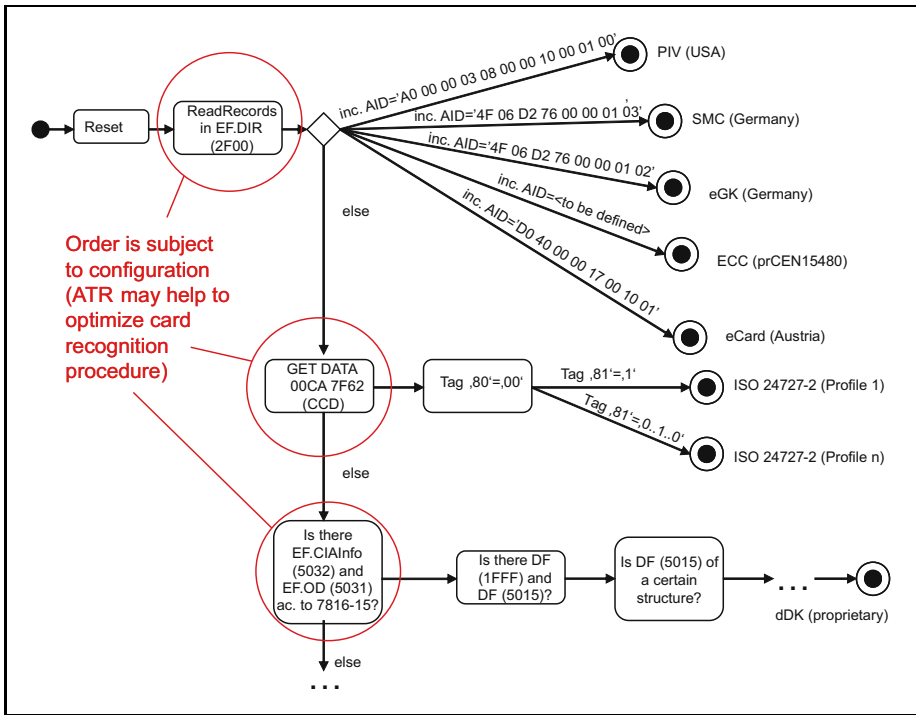 Reset
ReadRecords
in EF.DIR
(2F00)
inc. AID='A0 00 00 03 08 00 00 10 00 01 00’
PIV (USA)
inc. AID='4F 06 D2 76 00 00 01 03’
SMC (Germany)
inc. AID='4F 06 D2 76 00 00 01 02’
eGK (Germany)
inc. AID=<to be defined>
ECC (prCEN15480)
inc. AID='D0 40 00 00 17 00 10 01’
eCard (Austria)
else
Order is subject
to configuration
(ATR may help to
optimize card
recognition
procedure)
GET DATA
00CA 7F62
(CCD)
Tag ‚80‘=‚00‘
Tag ‚81‘=‚1‘
ISO 24727-2 (Profile 1)
Tag ‚81‘=‚0..1..0‘
ISO 24727-2 (Profile n)
else
Is there
EF.CIAInfo
(5032) and
EF.OD (5031)
ac. to 7816-15?
Is there DF
(1FFF) and
DF (5015)?
Is DF (5015) of
a certain
structure?
...
dDK (proprietary)
else
...